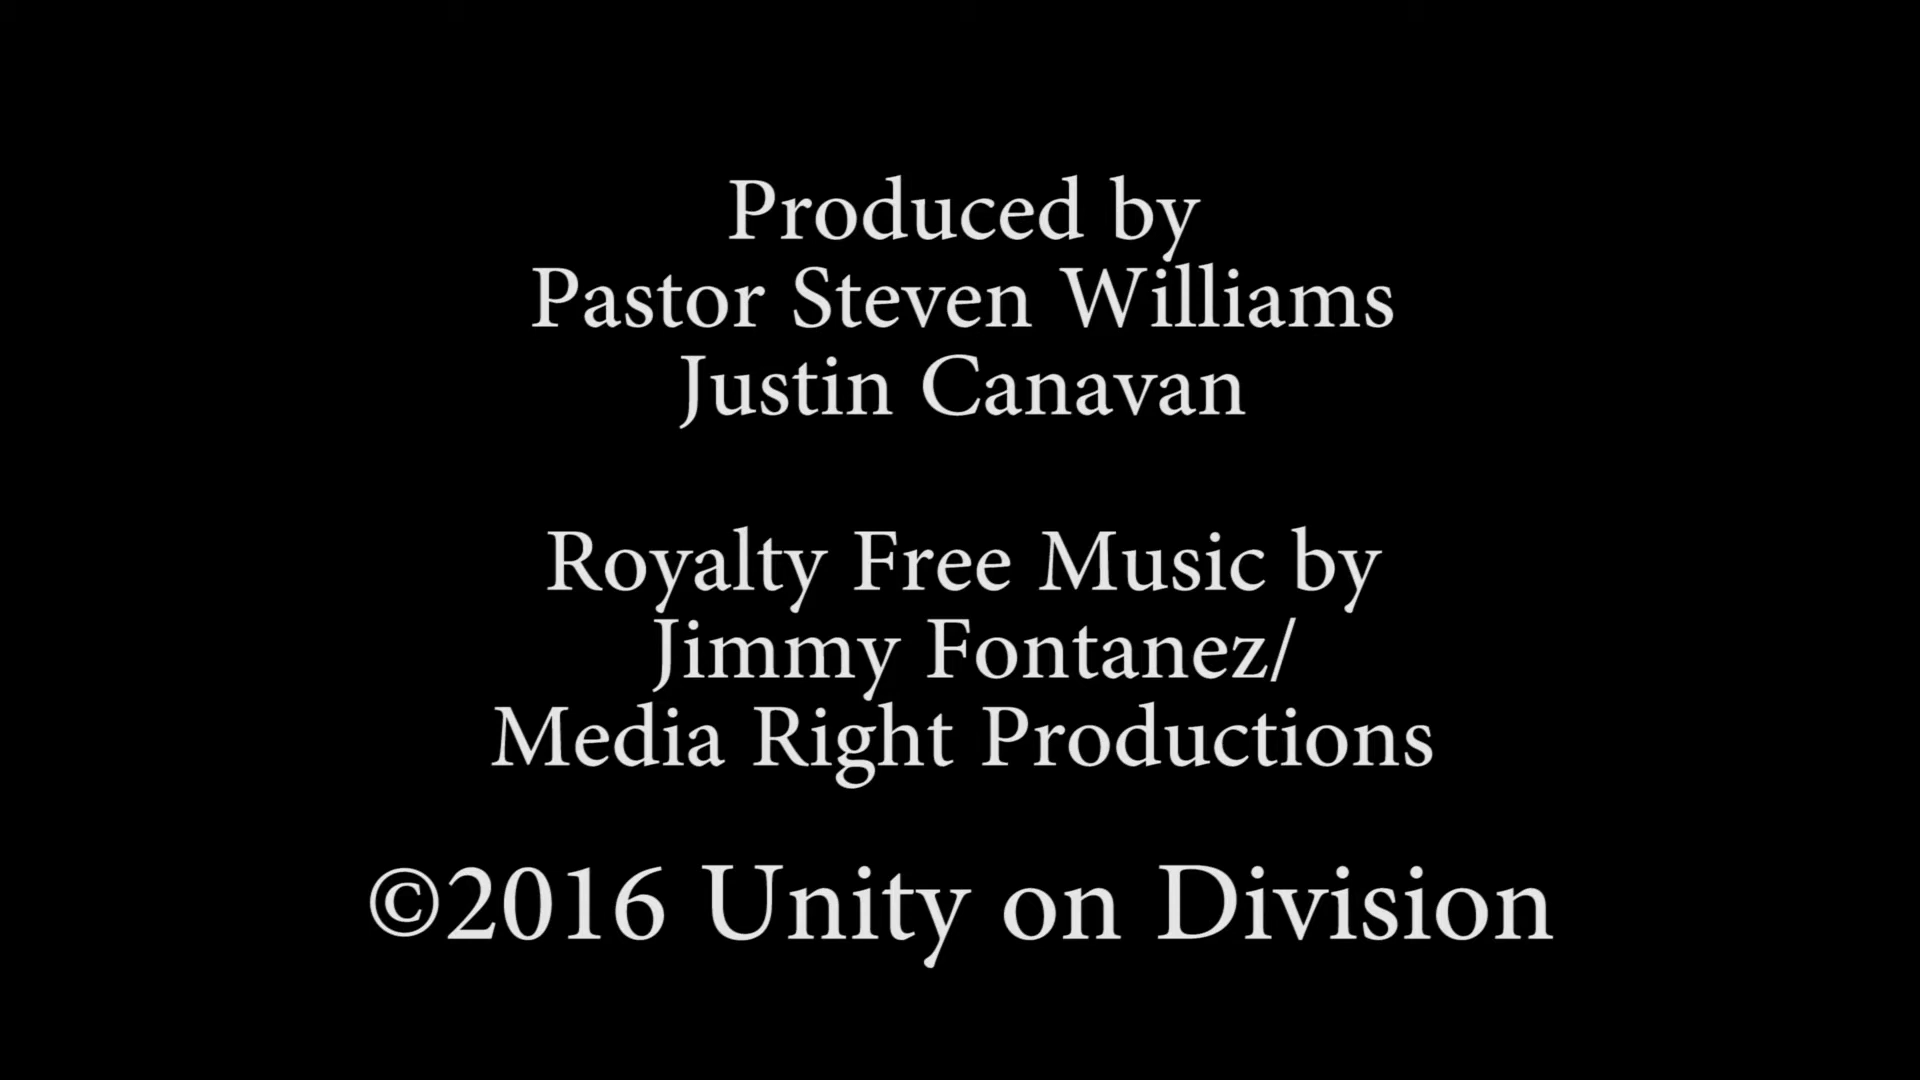 Produced by
Pastor Steven Williams
Justin Canavan
Royalty Free Music by
Jimmy Fontanez/
Media Right Productions
©2016 Unity on Division